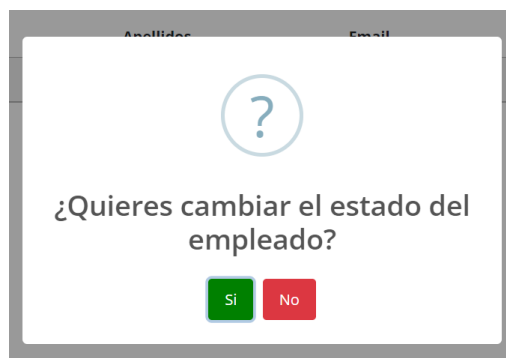 Apellidos Email
?
¿Quieres cambiar el estado del
empleado?
Si No